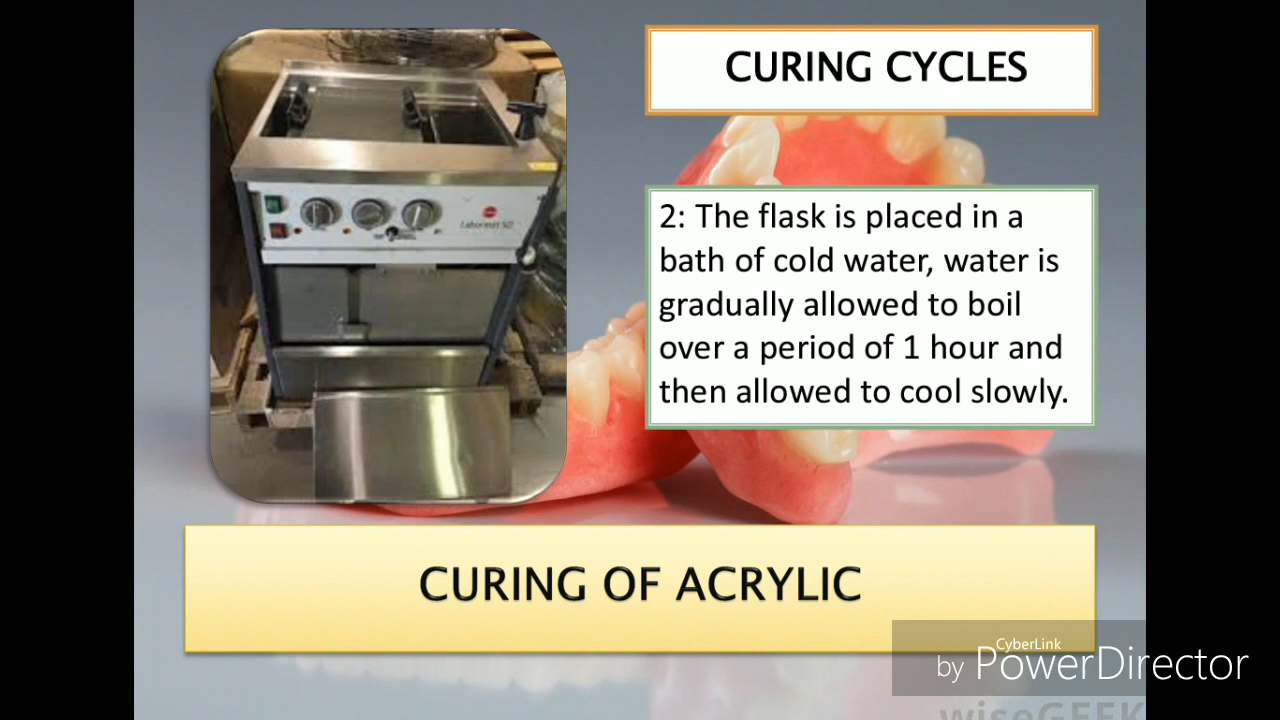 CURING CYCLES
2: The flask is placed in a
bath of cold water, water is
gradually allowed to boil
over a period of 1 hour and
then allowed to cool slowly.
CURING OF ACRYLIC
CyberLink
by PowerDirector
wiseGEEK